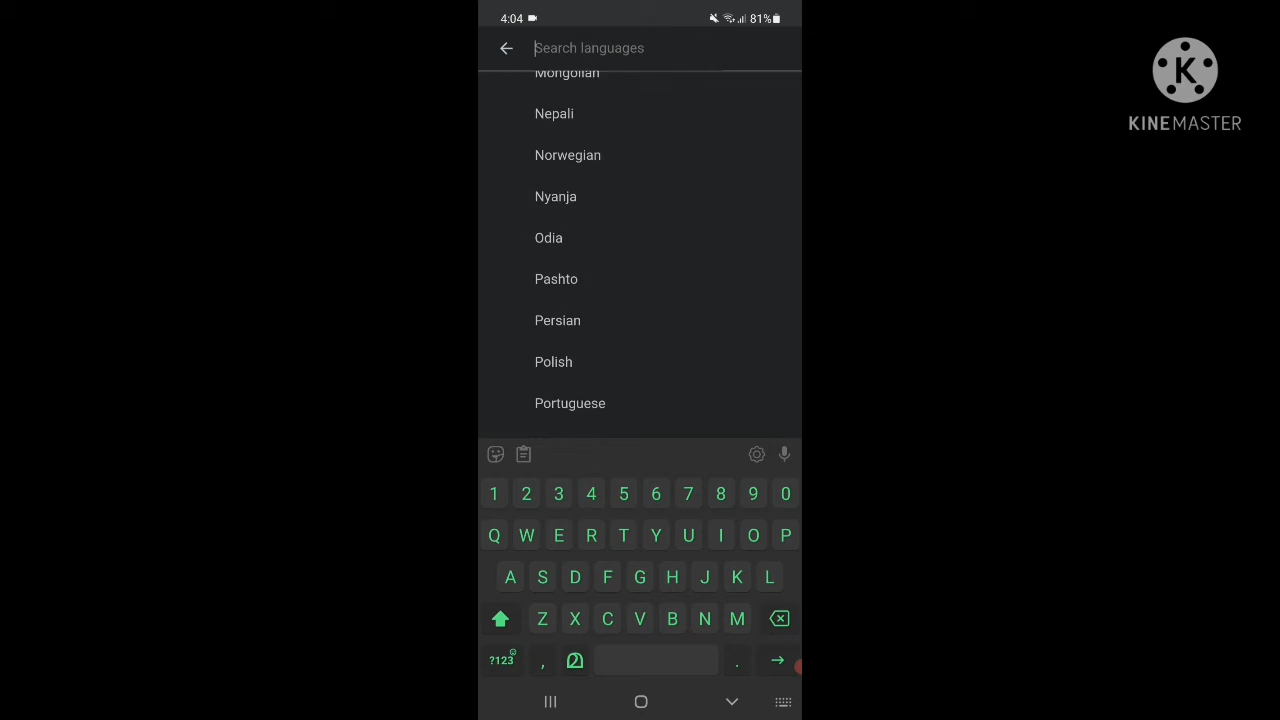 4:04
81%
Search languages
KINEMASTER
Mongolian
Nepali
Norwegian
Nyanja
Odia
Pashto
Persian
Polish
Portuguese
1 2 3 4 5 6 7 8 9 0
Q W E R T Y U I O P
A S D F G H J K L
Z X C V B N M
?123 , മ .